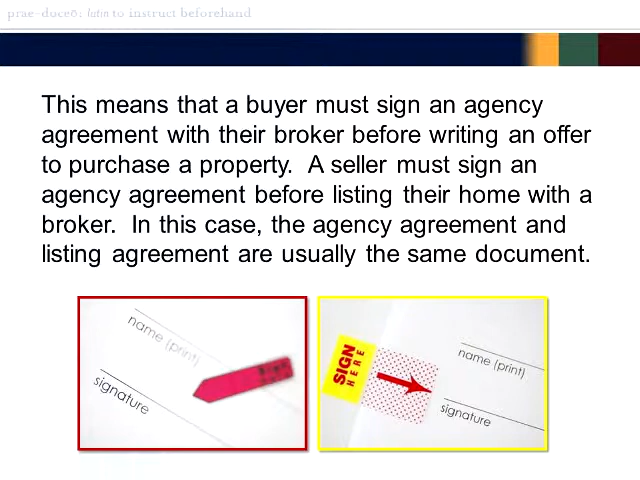 prae-doceō: latin to instruct beforehand
This means that a buyer must sign an agency
agreement with their broker before writing an offer
to purchase a property. A seller must sign an
agency agreement before listing their home with a
broker. In this case, the agency agreement and
listing agreement are usually the same document.
name (print)
signature
SIGN
HERE
name (print)
signature